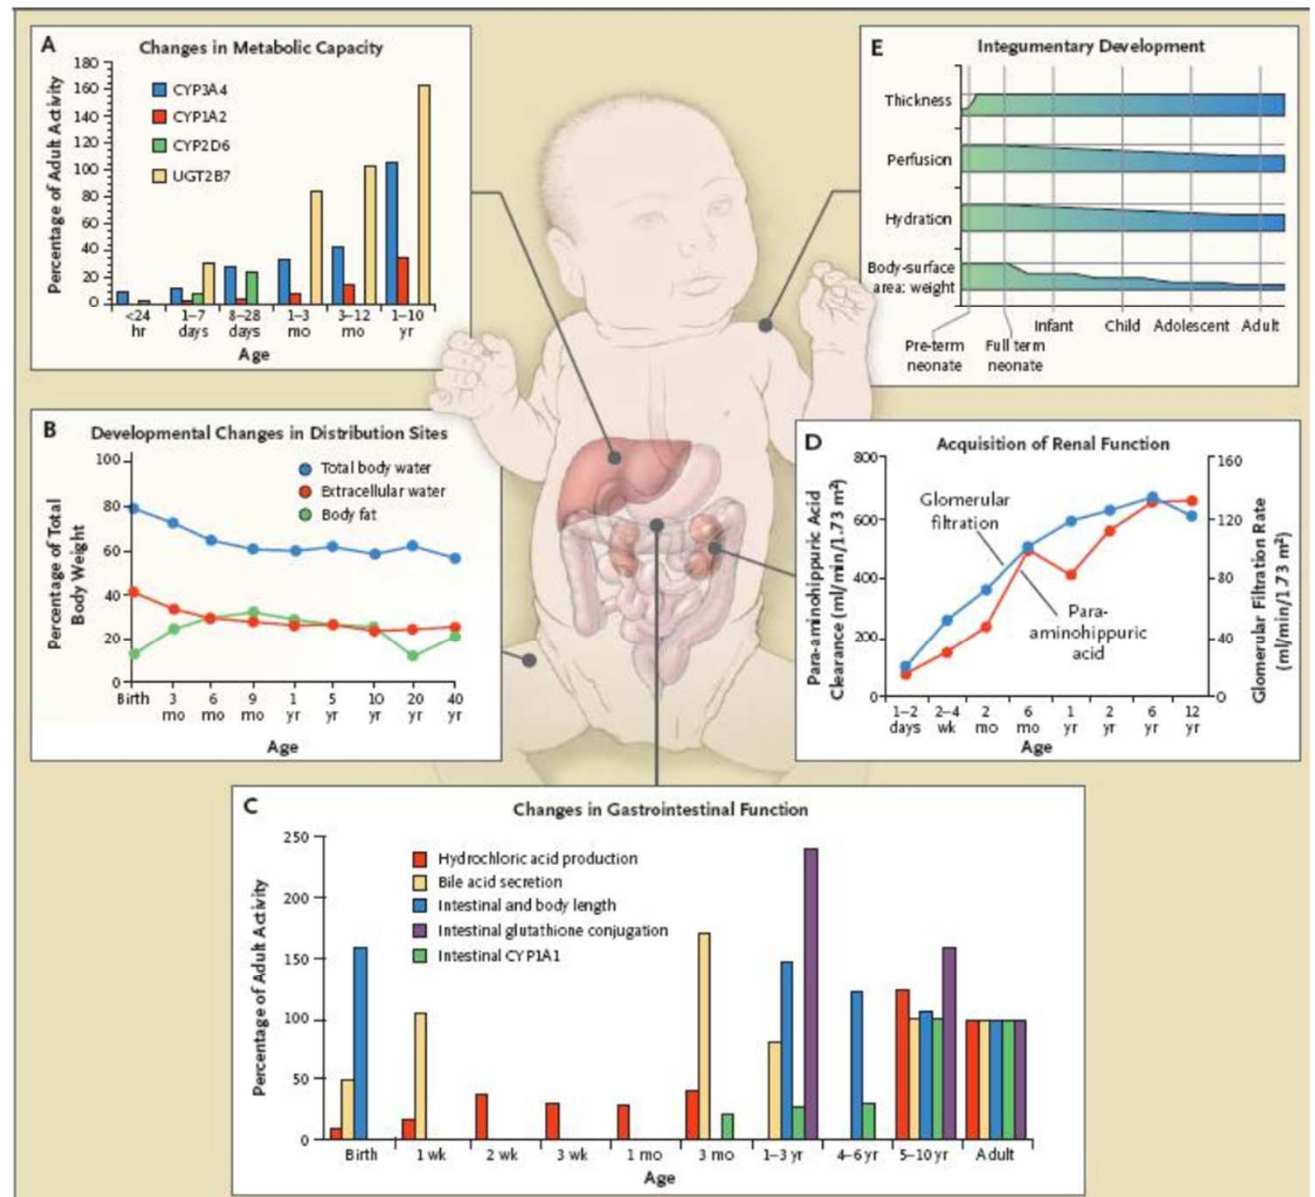 A
Changes in Metabolic Capacity
Percentage of Adult Activity
180
160
140
120
100
80
60
40
20
0
CYP3A4
CYP1A2
CYP2D6
UGT2B7
<24 hr
1–7 days
8–28 days
1–3 mo
3–12 mo
1–10 yr
Age
E
Integumentary Development
Thickness
Perfusion
Hydration
Body-surface
area: weight
Infant Child Adolescent Adult
Pre-term
neonate
Full term
neonate
B
Developmental Changes in Distribution Sites
Percentage of Total
Body Weight
100
80
60
40
20
0
Total body water
Extracellular water
Body fat
Birth
3 mo
6 mo
9 mo
1 yr
5 yr
10 yr
20 yr
40 yr
Age
D
Acquisition of Renal Function
Para-aminohippuric Acid
Clearance (ml/min/1.73 m²)
800
600
400
200
0
Glomerular
filtration
Para-
aminohippuric
acid
160
120
80
40
0
Glomerular Filtration Rate
(ml/min/1.73 m²)
1–2 days
2–4 wk
2 mo
6 mo
1 yr
2 yr
6 yr
12 yr
Age
C
Changes in Gastrointestinal Function
Percentage of Adult Activity
250
200
150
100
50
0
Hydrochloric acid production
Bile acid secretion
Intestinal and body length
Intestinal glutathione conjugation
Intestinal CYP1A1
Birth 1 wk 2 wk 3 wk 1 mo 3 mo 1–3 yr 4–6 yr 5–10 yr Adult
Age